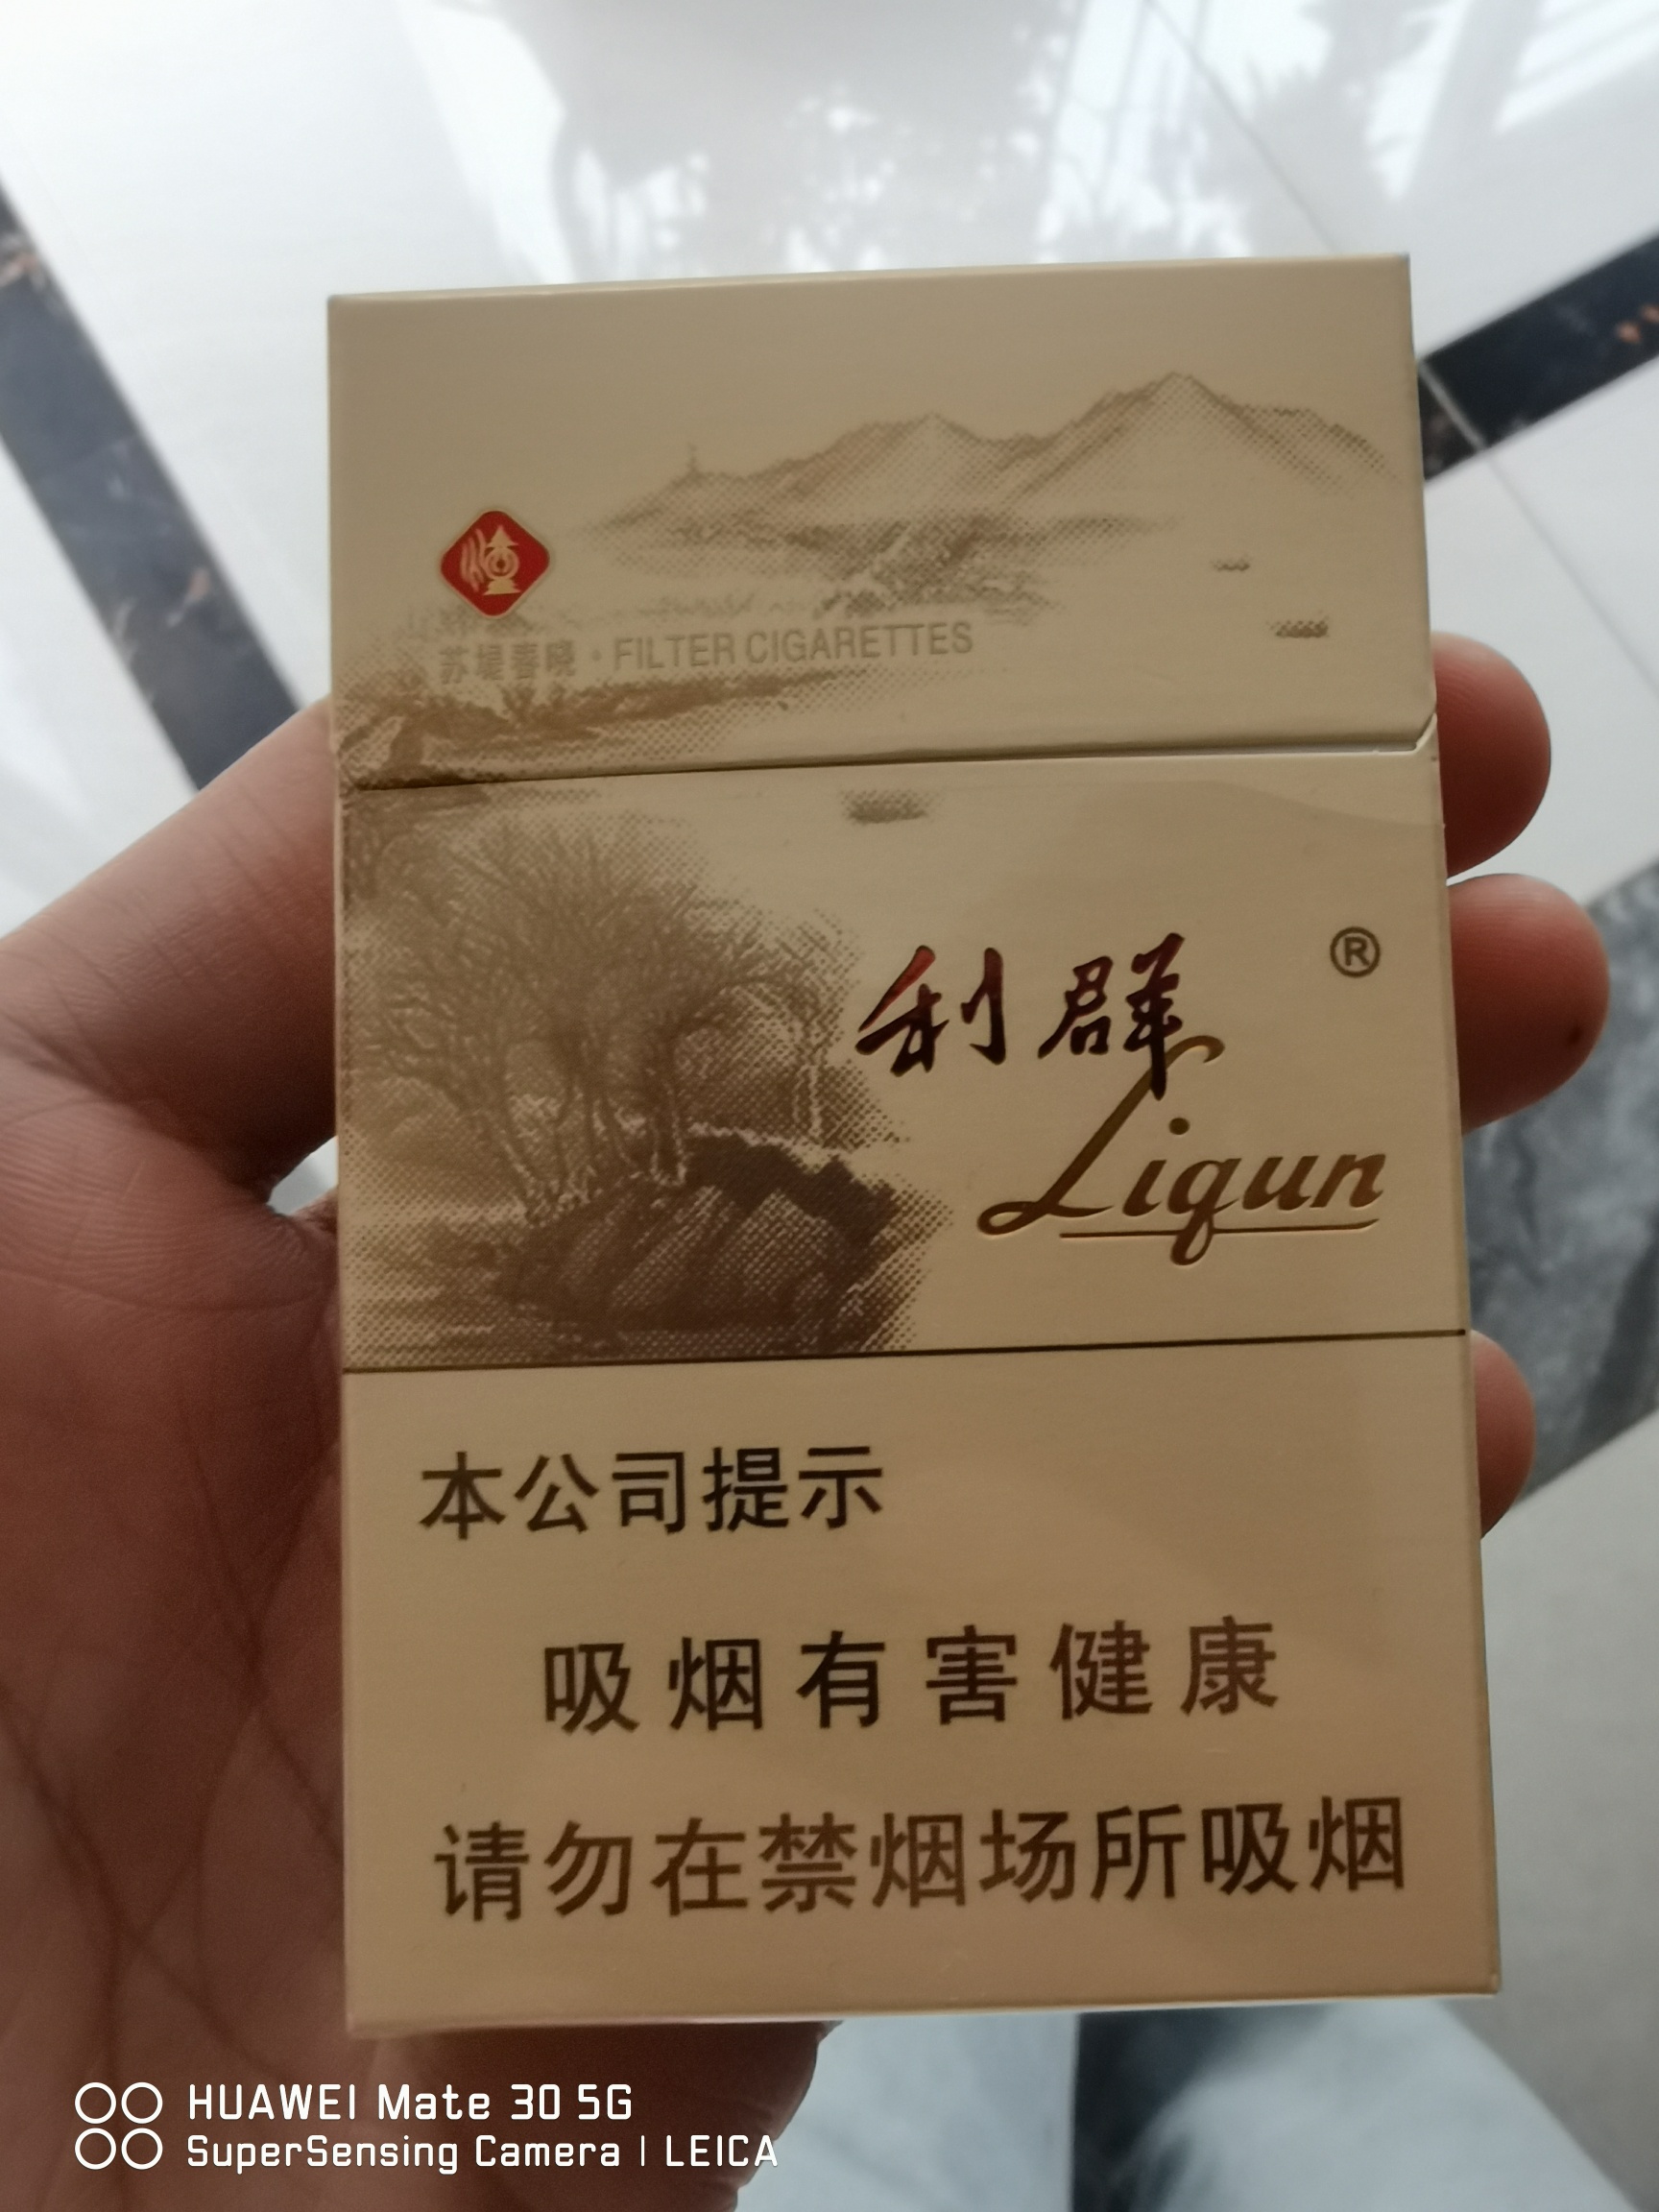 苏堤春晓·FILTER CIGARETTES
利群
®
Liqun
本公司提示
吸烟有害健康
请勿在禁烟场所吸烟
HUAWEI Mate 30 5G
SuperSensing Camera | LEICA